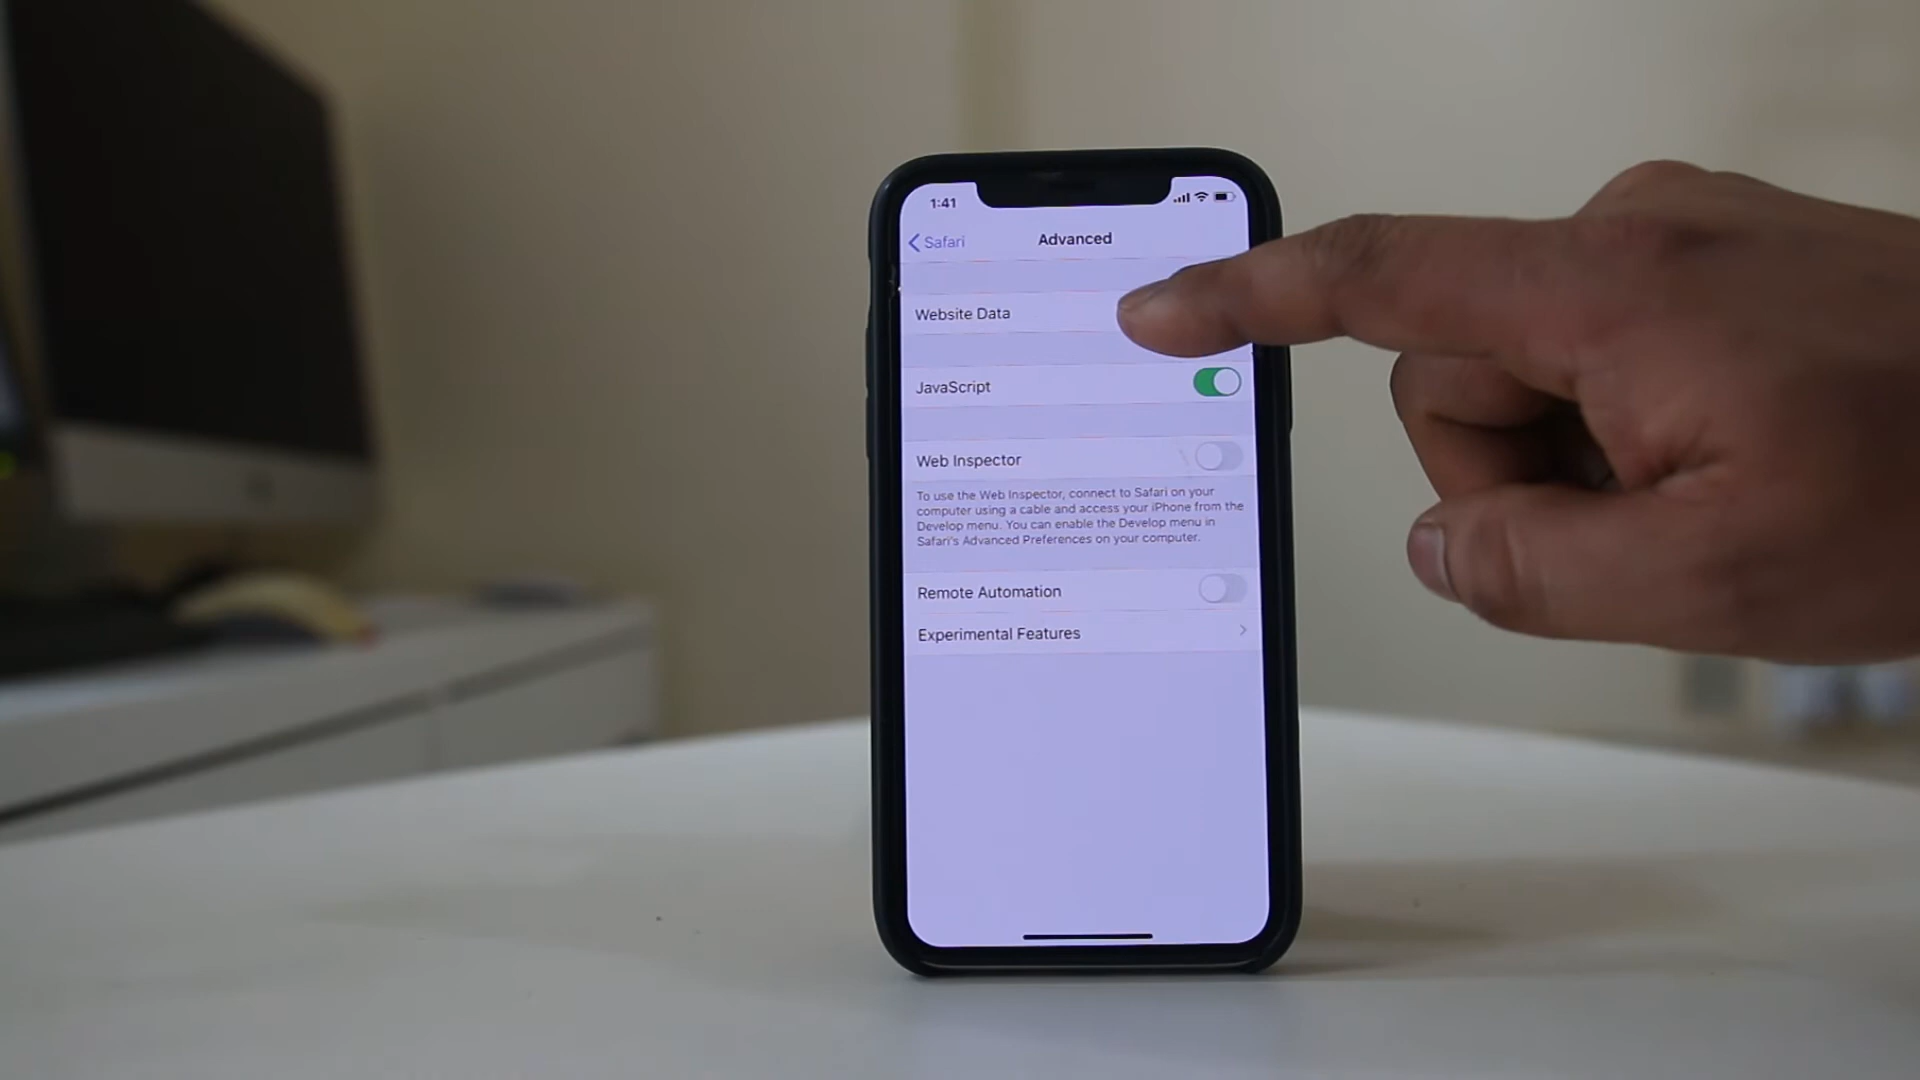 1:41
Safari
Advanced
Website Data
JavaScript
Web Inspector
To use the Web Inspector, connect to Safari on your
computer using a cable and access your iPhone from the
Develop menu. You can enable the Develop menu in
Safari's Advanced Preferences on your computer.
Remote Automation
Experimental Features